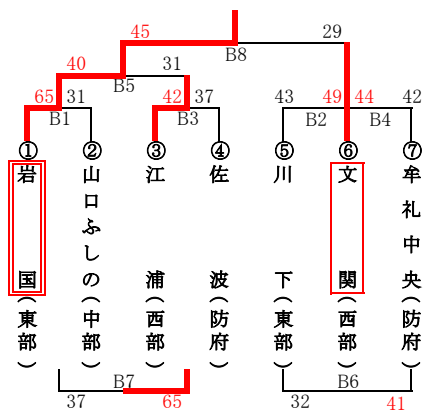 45 29
B8
40 31
B5
65 31 42 37 43 49 44 42
B1 B3 B2 B4
① ② ③ ④ ⑤ ⑥ ⑦
岩国(東部)
山口ふしの(中部)
江浦(西部)
佐波(防府)
川下(東部)
文関(西部)
牟礼中央(防府)
B7 B6
37 65 32 41